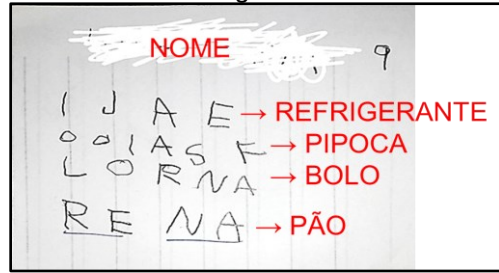 NOME 9
I J A E → REFRIGERANTE
O O I A S F → PIPOCA
L O R N A → BOLO
R E N A → PÃO